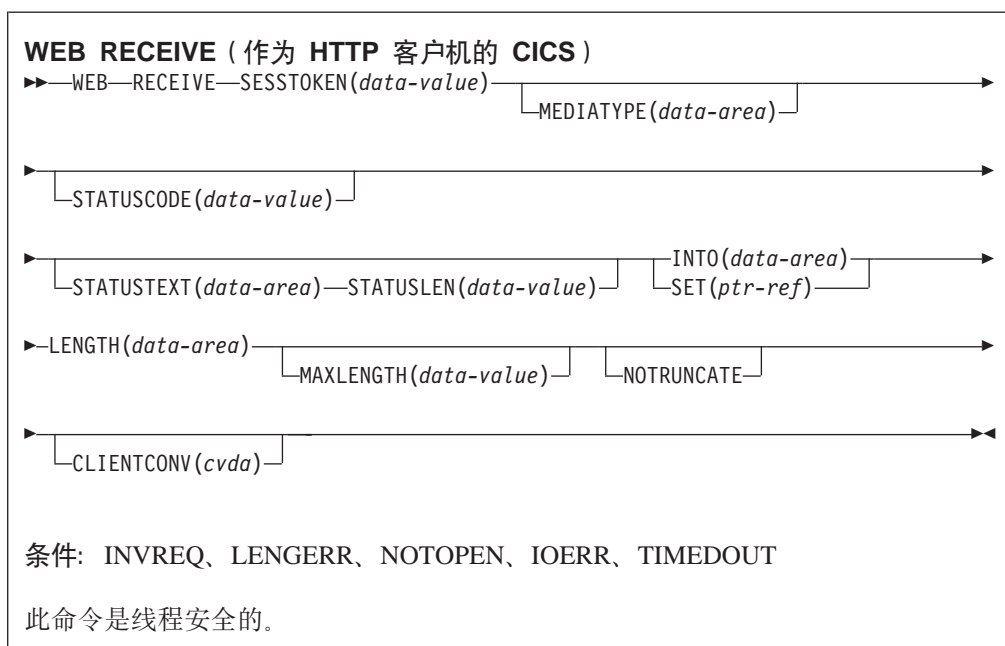 WEB RECEIVE（作为 HTTP 客户机的 CICS）
WEB RECEIVE SESSTOKEN(data-value)
MEDIATYPE(data-area)
STATUSCODE(data-value)
INTO(data-area)
STATUSTEXT(data-area) STATUSLEN(data-value) SET(ptr-ref)
LENGTH(data-area)
MAXLENGTH(data-value) NOTRUNCATE
CLIENTCONV(cvda)
条件: INVREQ、LENGERR、NOTOPEN、IOERR、TIMEDOUT
此命令是线程安全的。